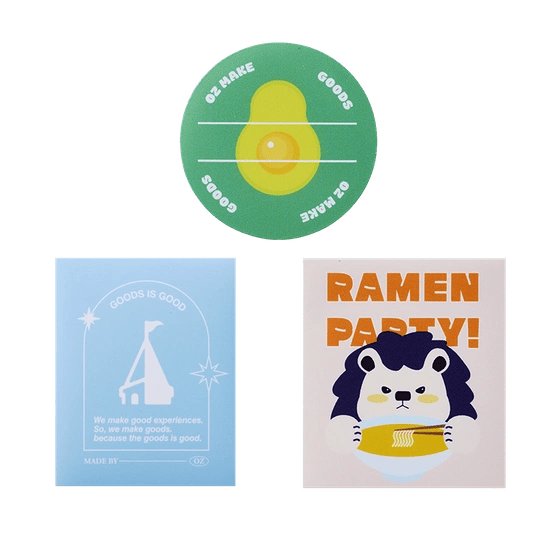 OZ MAKE
GOODS
GOODS
OZ MAKE
GOODS IS GOOD
We make good experiences.
So, we make goods.
because the goods is good.
MADE BY
OZ
RAMEN
PARTY!